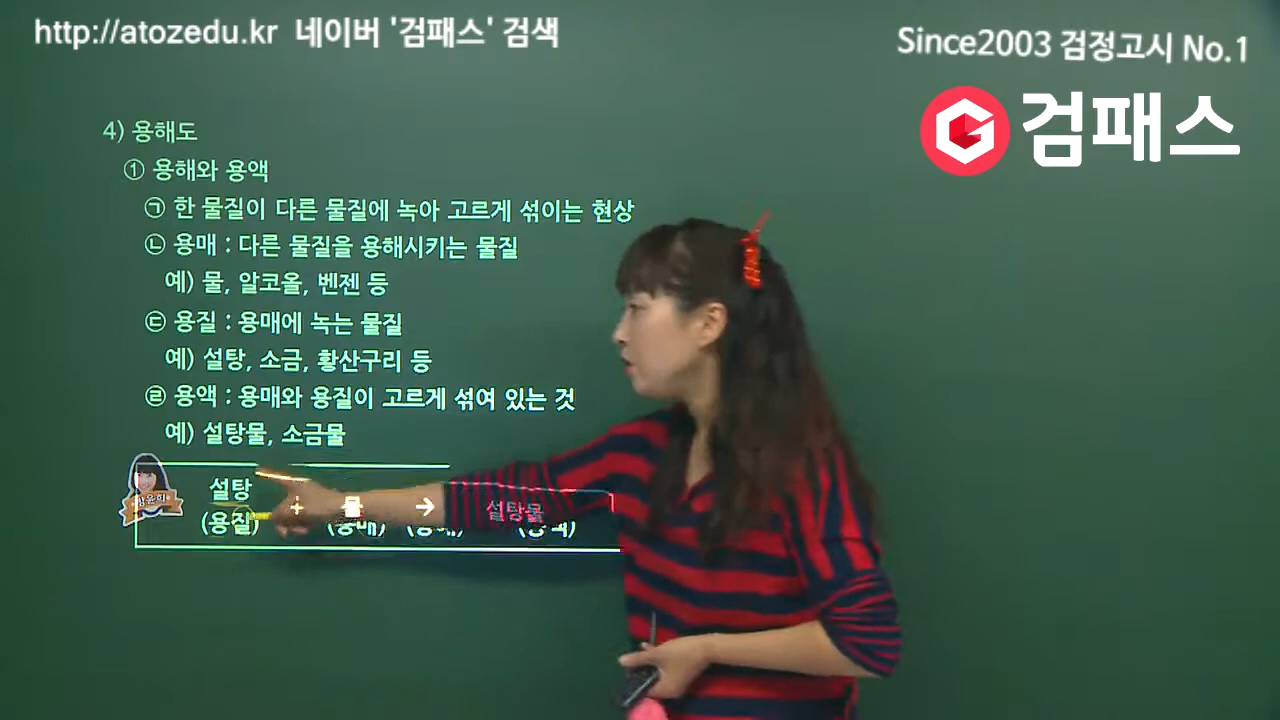 http://atozedu.kr 네이버 '검패스' 검색
Since2003 검정고시 No.1
검패스
4) 용해도
① 용해와 용액
㉠ 한 물질이 다른 물질에 녹아 고르게 섞이는 현상
㉡ 용매 : 다른 물질을 용해시키는 물질
예) 물, 알코올, 벤젠 등
㉢ 용질 : 용매에 녹는 물질
예) 설탕, 소금, 황산구리 등
㉣ 용액 : 용매와 용질이 고르게 섞여 있는 것
예) 설탕물, 소금물
설탕 + 물 → 설탕물
(용질) (용매) (용해) (용액)